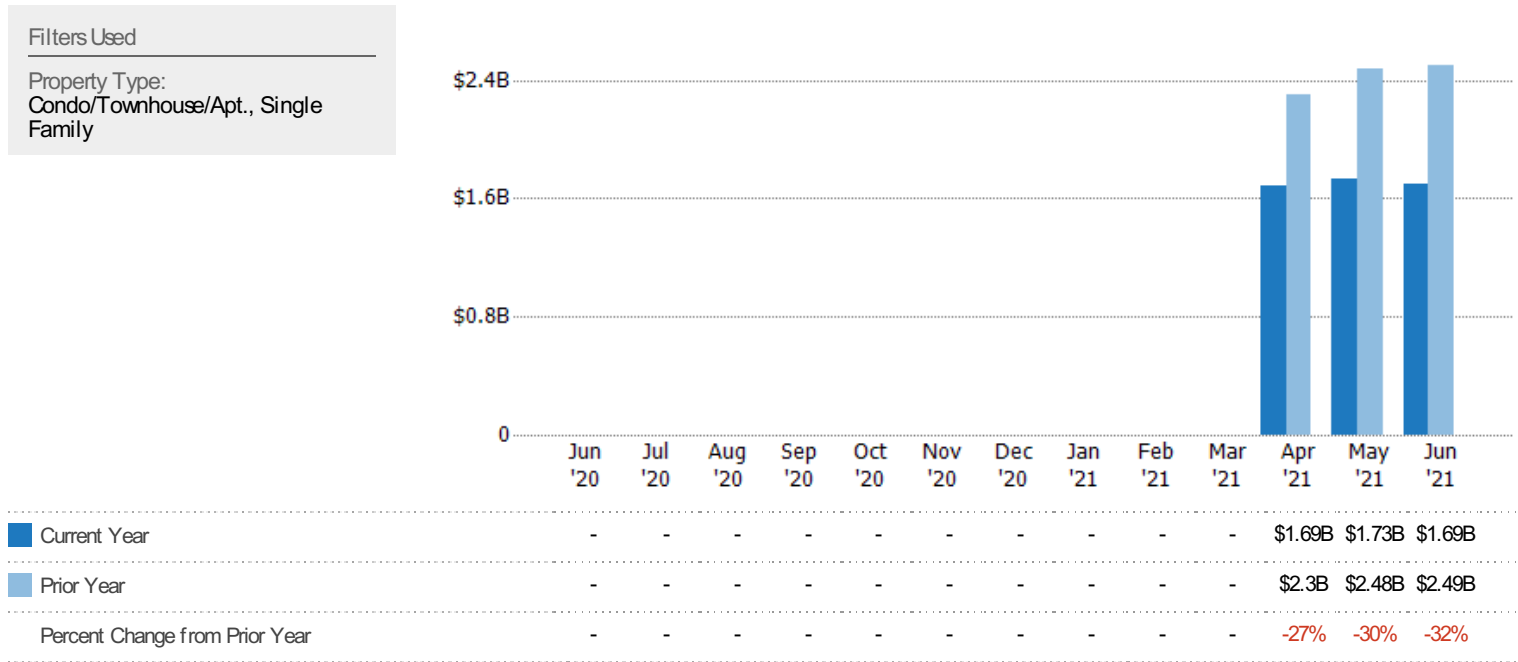 Filters Used
Property Type:
Condo/Townhouse/Apt., Single
Family
$2.4B
$1.6B
$0.8B
0
Jun Jul Aug Sep Oct Nov Dec Jan Feb Mar Apr May Jun
'20 '20 '20 '20 '20 '20 '20 '21 '21 '21 '21 '21 '21
Current Year - - - - - - - - - - $1.69B $1.73B $1.69B
Prior Year - - - - - - - - - - $2.3B $2.48B $2.49B
Percent Change from Prior Year - - - - - - - - - - -27% -30% -32%